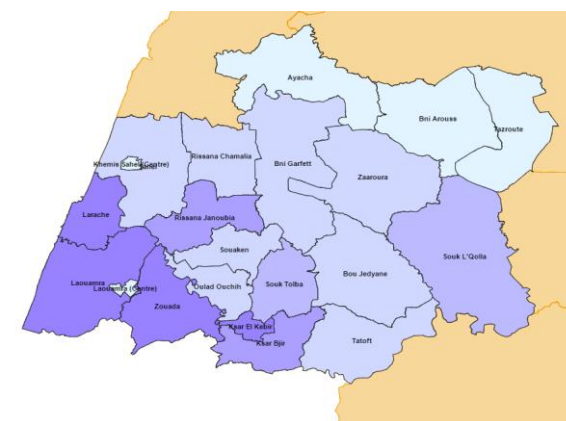 Ayacha
Bni Arouss
Tazroute
Rissana Chamalia
Khemis Sahel (Centre)
Bni Garfett
Zaaroura
Larache
Rissana Janoubia
Souaken
Souk L'Qolla
Laouamra
Laouamra (Centre)
Oulad Ouchih
Souk Tolba
Bou Jedyane
Zouada
Ksar El Kebir
Ksar Bjir
Tatoft